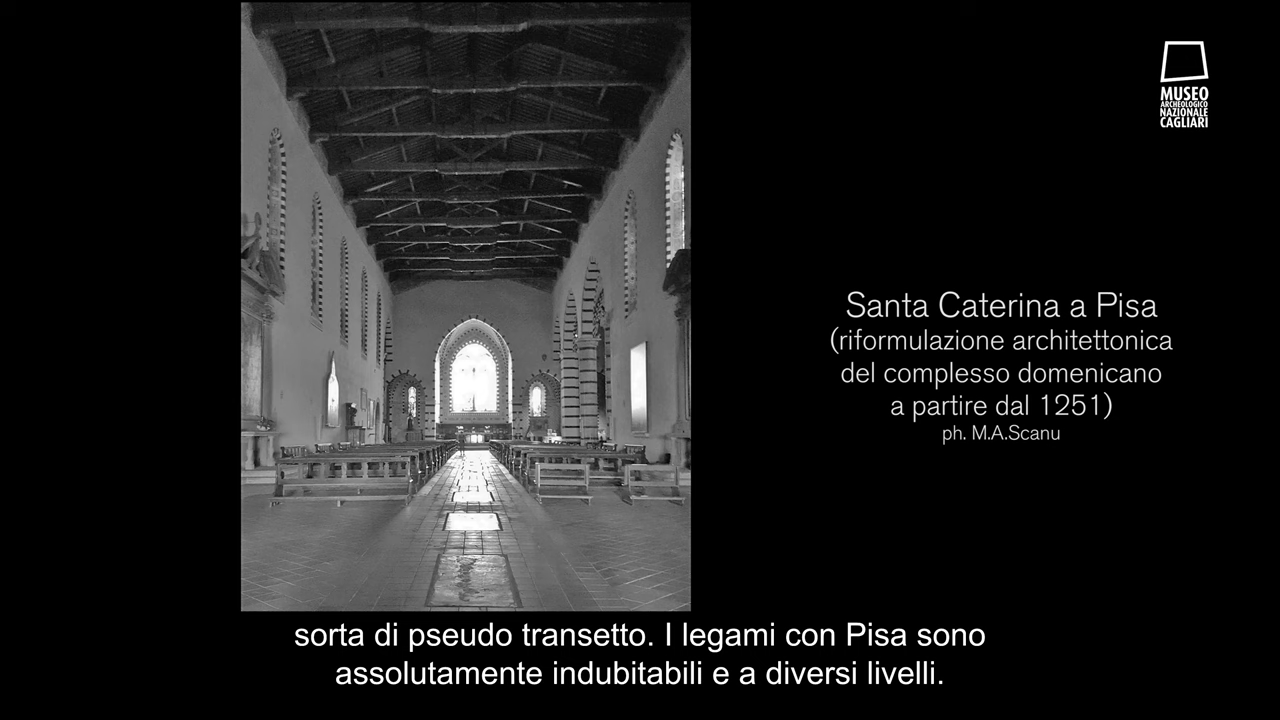 MUSEO
ARCHEOLOGICO
NAZIONALE
CAGLIARI
Santa Caterina a Pisa
(riformulazione architettonica
del complesso domenicano
a partire dal 1251)
ph. M.A.Scanu
sorta di pseudo transetto. I legami con Pisa sono
assolutamente indubitabili e a diversi livelli.